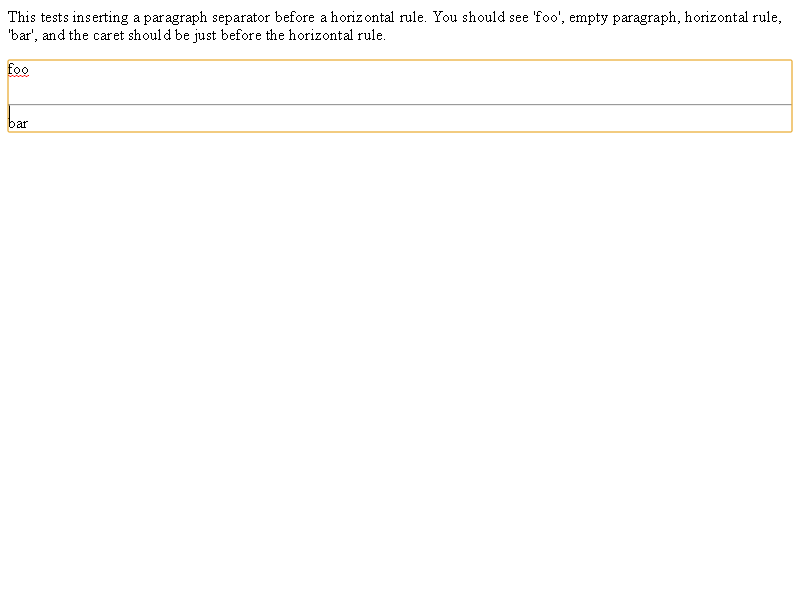 This tests inserting a paragraph separator before a horizontal rule. You should see 'foo', empty paragraph, horizontal rule,
'bar', and the caret should be just before the horizontal rule.
foo
bar